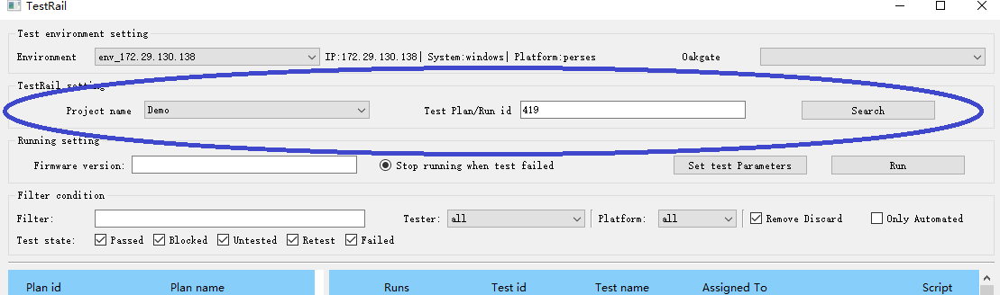 TestRail
Test environment setting
Environment env_172.29.130.138 IP:172.29.130.138| System:windows| Platform:perses Oakgate
TestRail setting
Project name Demo Test Plan/Run id 419 Search
Running setting
Firmware version: Stop running when test failed Set test Parameters Run
Filter condition
Filter: Tester: all Platform: all Remove Discard Only Automated
Test state: Passed Blocked Untested Retest Failed
Plan id Plan name Runs Test id Test name Assigned To Script